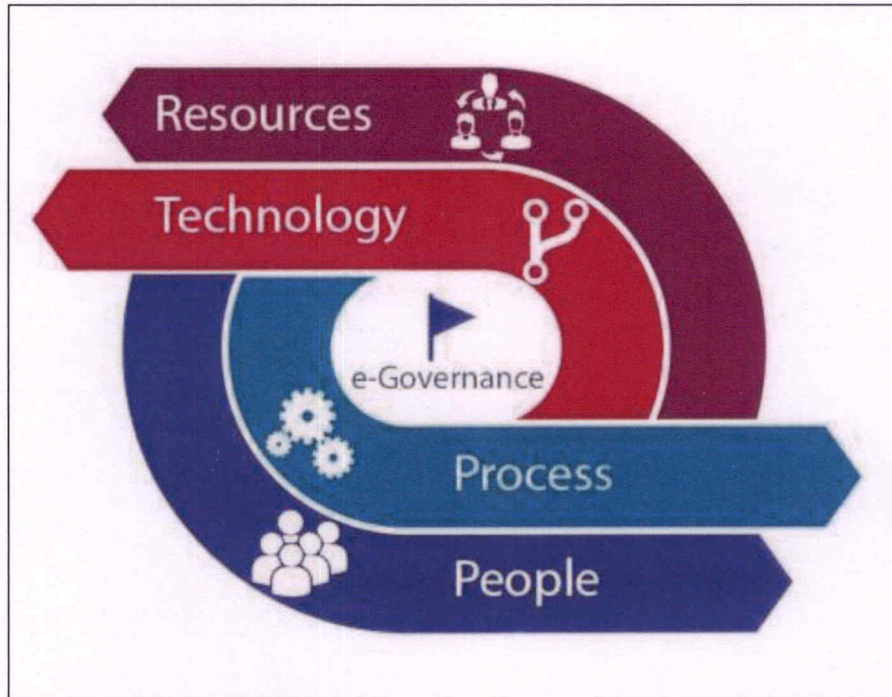 Resources
Technology
e-Governance
Process
People